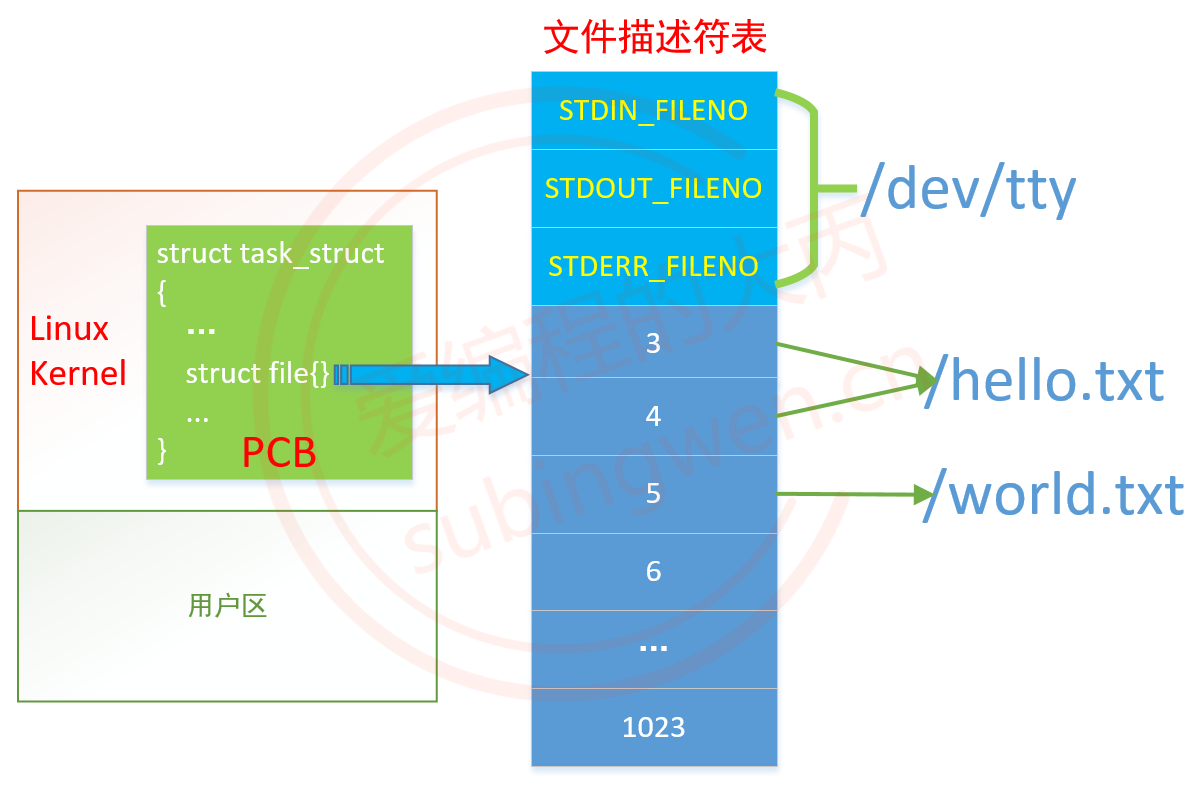 文件描述符表
STDIN_FILENO
STDOUT_FILENO
STDERR_FILENO
3
4
5
6
...
1023
/dev/tty
/hello.txt
/world.txt
Linux
Kernel
struct task_struct
{
...
struct file{}
...
}
PCB
用户区
爱编程的大丙
subingwen.cn